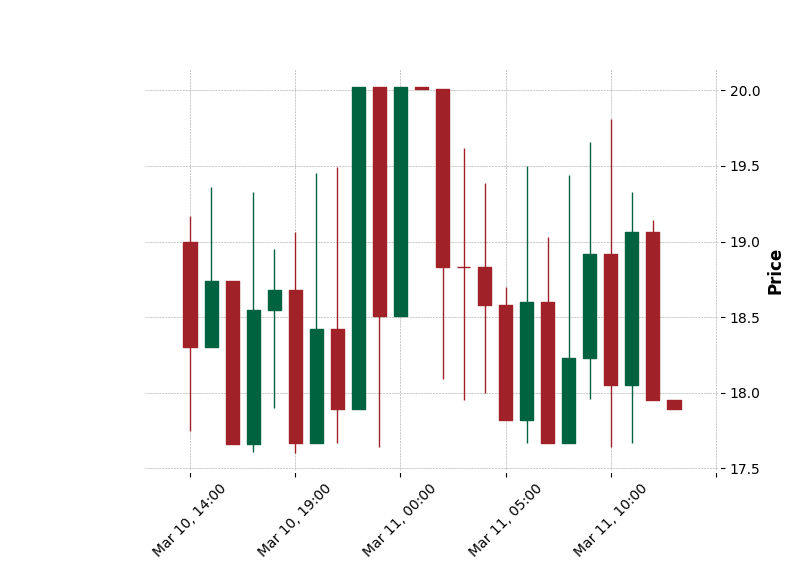 20.0
19.5
19.0
18.5
18.0
17.5
Price
Mar 10, 14:00
Mar 10, 19:00
Mar 11, 00:00
Mar 11, 05:00
Mar 11, 10:00